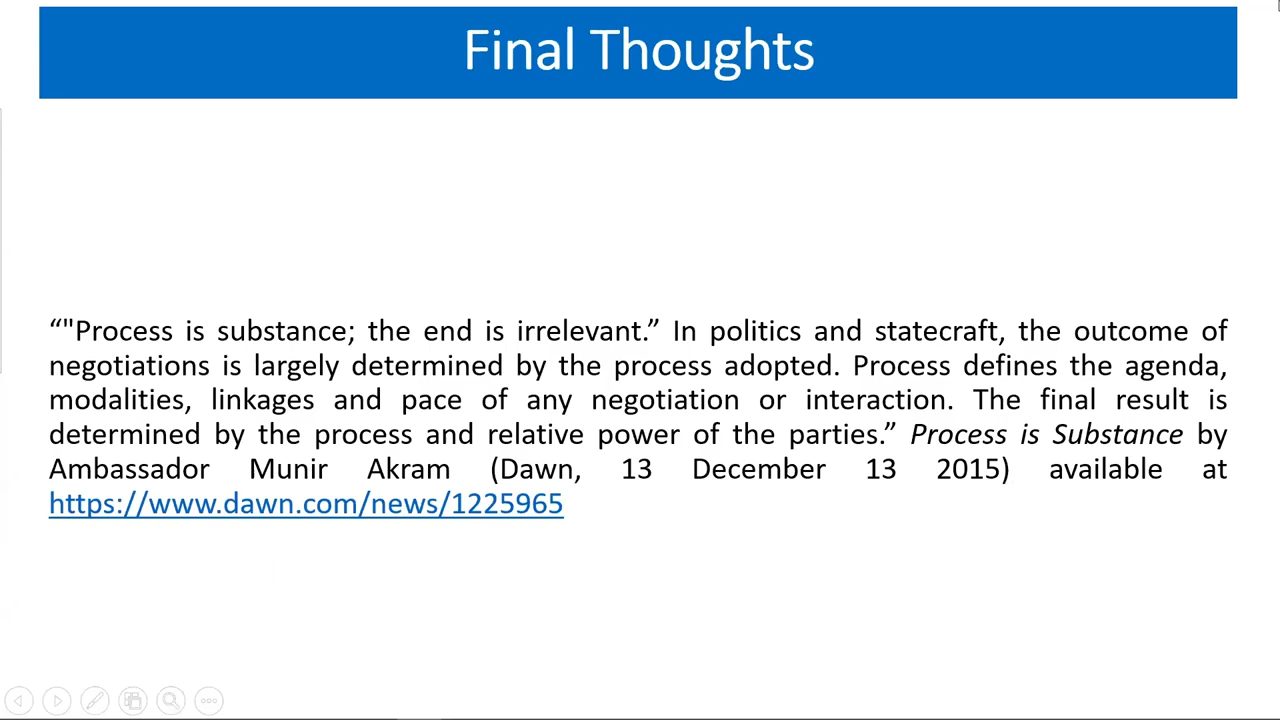 Final Thoughts
“"Process is substance; the end is irrelevant.” In politics and statecraft, the outcome of
negotiations is largely determined by the process adopted. Process defines the agenda,
modalities, linkages and pace of any negotiation or interaction. The final result is
determined by the process and relative power of the parties.” Process is Substance by
Ambassador Munir Akram (Dawn, 13 December 13 2015) available at
https://www.dawn.com/news/1225965